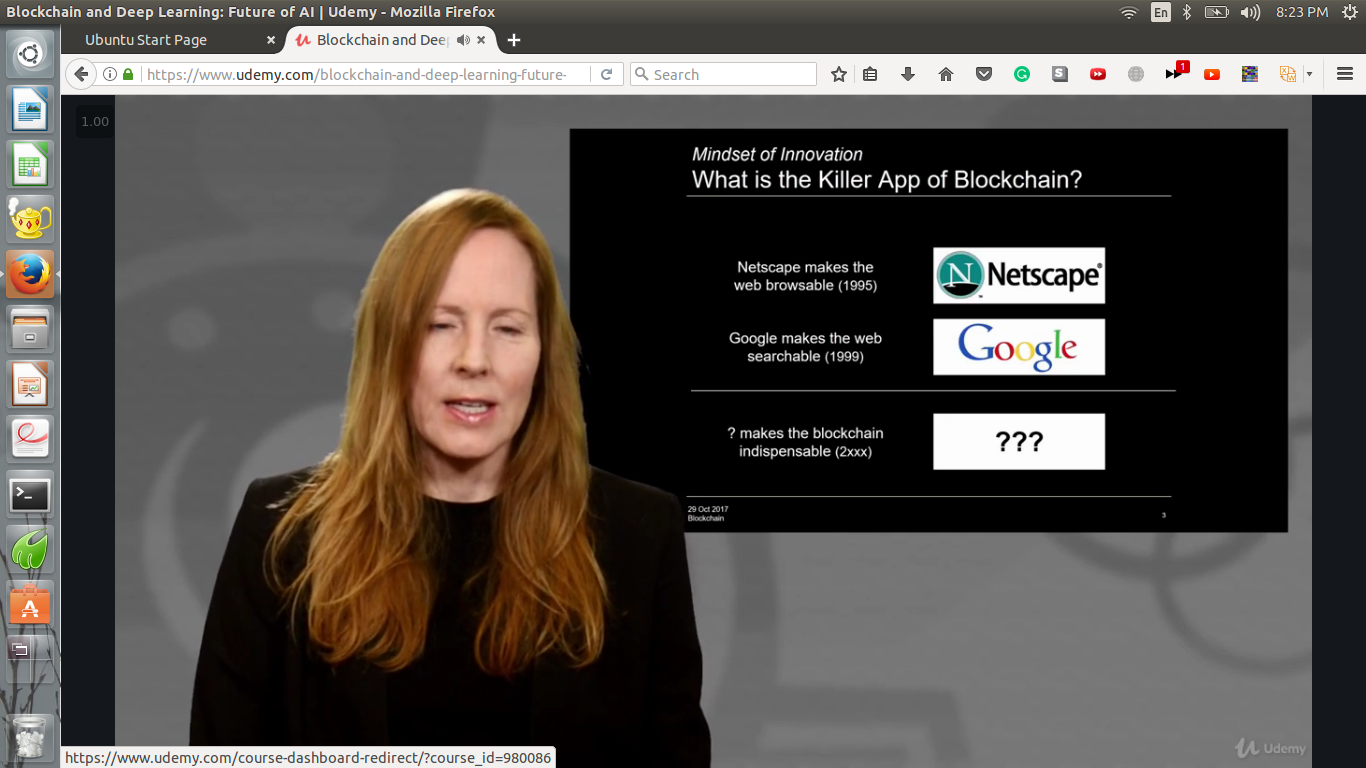 Blockchain and Deep Learning: Future of AI | Udemy - Mozilla Firefox
En
8:23 PM
Ubuntu Start Page
Blockchain and Deep
https://www.udemy.com/blockchain-and-deep-learning-future-
Search
S
1
1.00
Mindset of Innovation
What is the Killer App of Blockchain?
Netscape makes the
web browsable (1995)
N Netscape®
Google makes the web
searchable (1999)
Google
? makes the blockchain
indispensable (2xxx)
???
29 Oct 2017
Blockchain
3
Udemy
https://www.udemy.com/course-dashboard-redirect/?course_id=980086